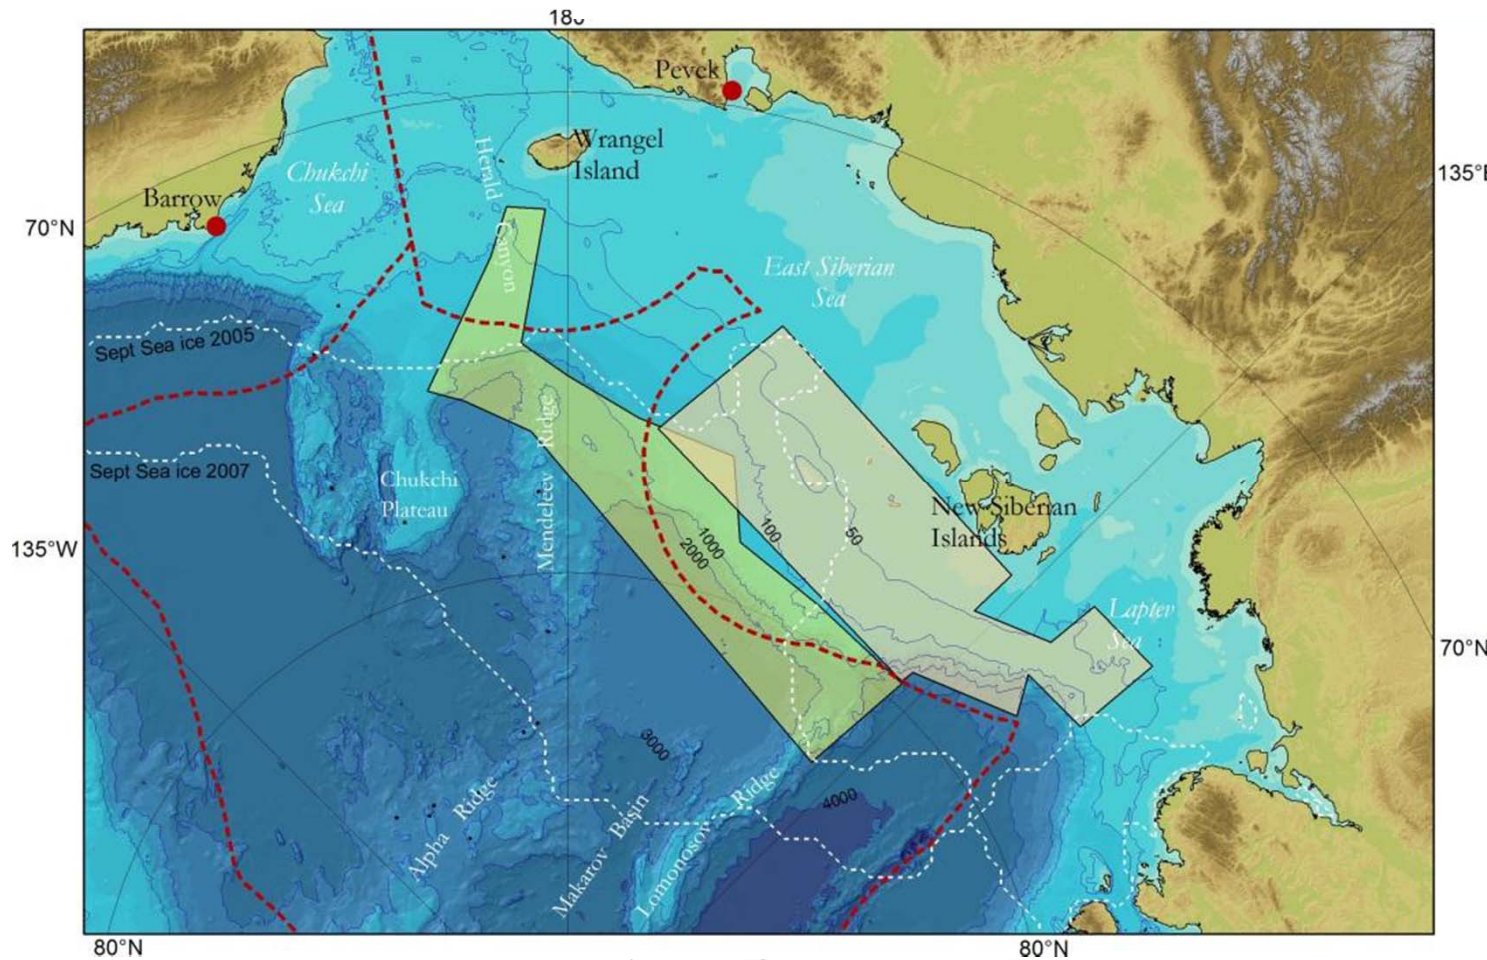 180
Pevek
Wrangel
Island
Herald
Canyon
Chukchi
Sea
135°E
Barrow
70°N
East Siberian
Sea
Sept Sea ice 2005
Sept Sea ice 2007
Mendeleev Ridge
Chukchi
Plateau
New Siberian
Islands
1000
2000
100
50
135°W
Laptev
Sea
70°N
3000
4000
Alpha Ridge
Makarov Basin
Lomonosov Ridge
80°N
80°N